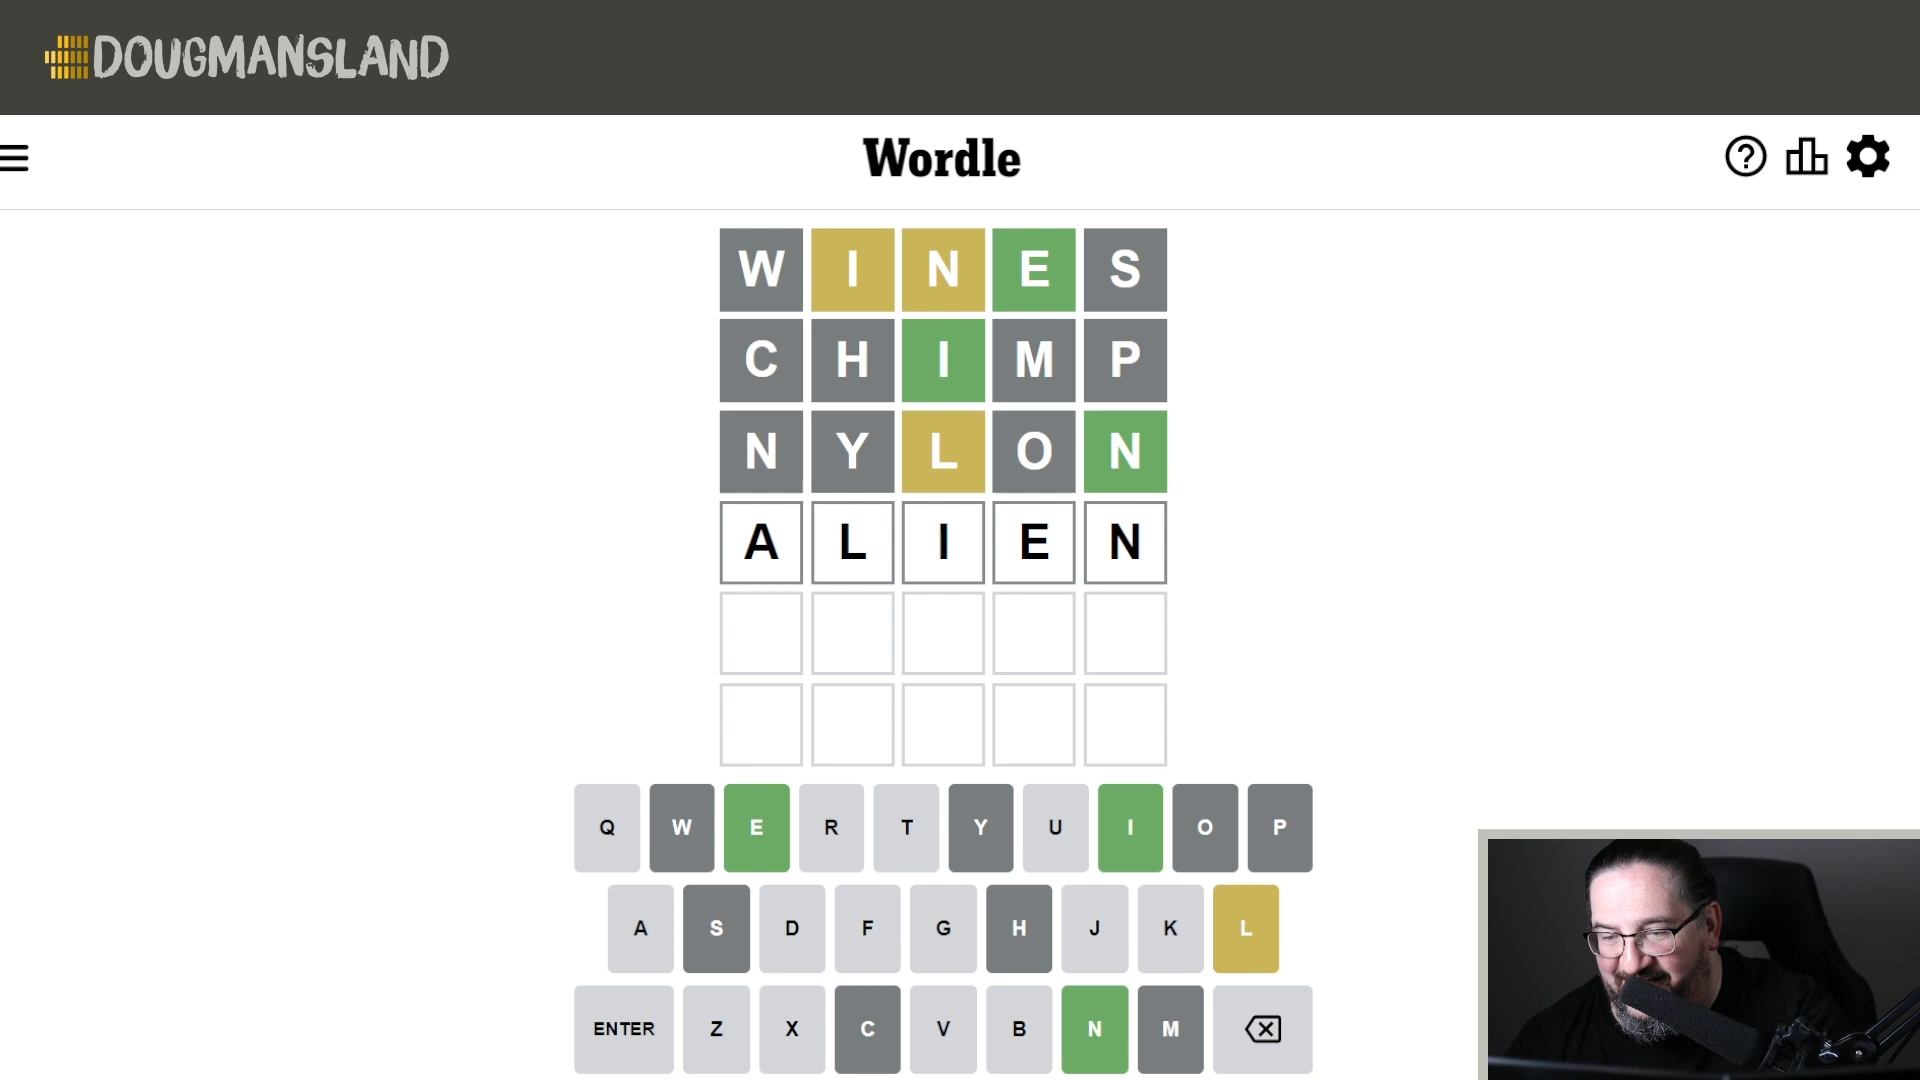 DOUGMANSLAND
Wordle
W I N E S
C H I M P
N Y L O N
A L I E N
Q W E R T Y U I O P
A S D F G H J K L
ENTER Z X C V B N M